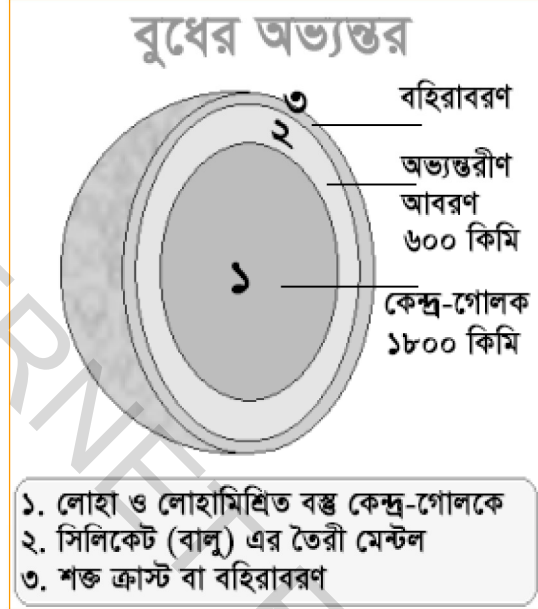 বুধের অভ্যন্তর
৩
বহিরাবরণ
২
অভ্যন্তরীণ
আবরণ
৬০০ কিমি
১
কেন্দ্র-গোলক
১৮০০ কিমি
১. লোহা ও লোহামিশ্রিত বস্তু কেন্দ্র-গোলকে
২. সিলিকেট (বালু) এর তৈরী মেন্টল
৩. শক্ত ক্রাস্ট বা বহিরাবরণ